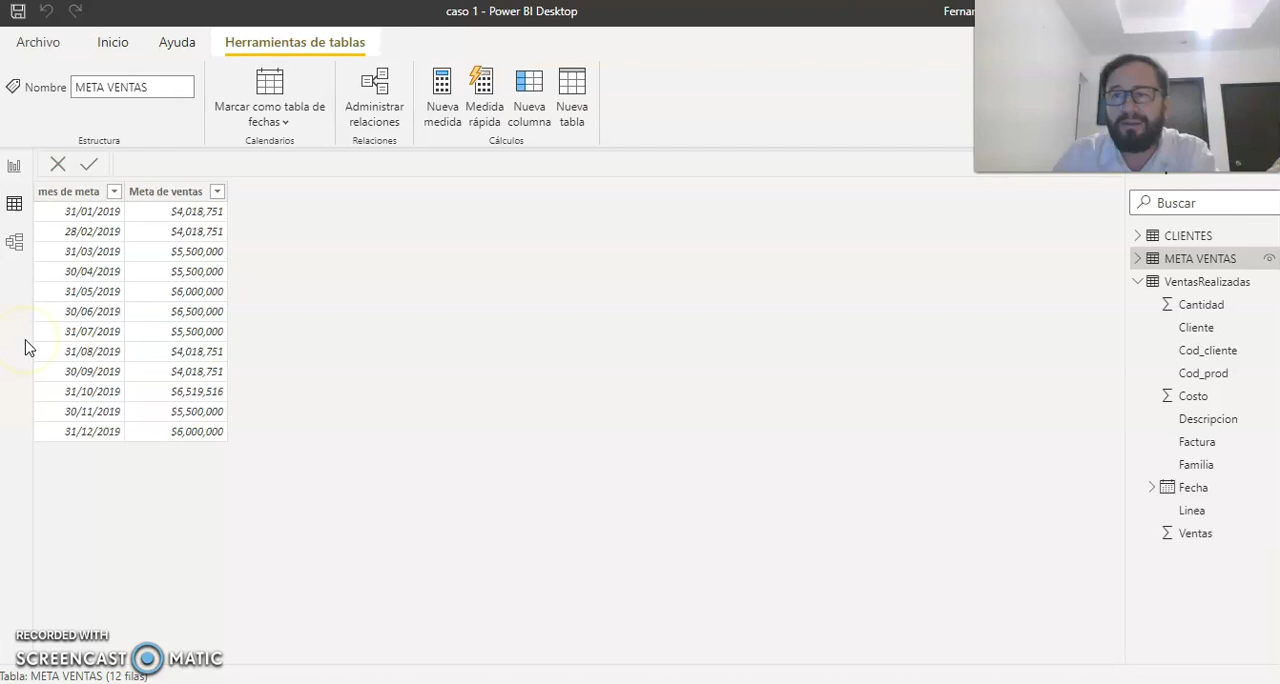 caso 1 - Power BI Desktop
Fernan
Archivo
Inicio
Ayuda
Herramientas de tablas
Nombre
META VENTAS
Marcar como tabla de
fechas
Administrar
relaciones
Nueva
medida
Medida
rápida
Nueva
columna
Nueva
tabla
Estructura
Calendarios
Relaciones
Cálculos
mes de meta Meta de ventas
31/01/2019 $4,018,751
28/02/2019 $4,018,751
31/03/2019 $5,500,000
30/04/2019 $5,500,000
31/05/2019 $6,000,000
30/06/2019 $6,500,000
31/07/2019 $5,500,000
31/08/2019 $4,018,751
30/09/2019 $4,018,751
31/10/2019 $6,519,516
30/11/2019 $5,500,000
31/12/2019 $6,000,000
Buscar
CLIENTES
META VENTAS
VentasRealizadas
Cantidad
Cliente
Cod_cliente
Cod_prod
Costo
Descripcion
Factura
Familia
Fecha
Linea
Ventas
RECORDED WITH
SCREENCAST MATIC
Tabla: META VENTAS (12 filas)